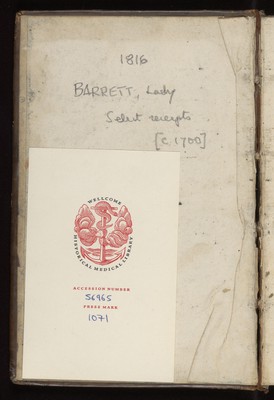 1816
BARRETT, Lady
Select receipts
[C. 1700]
WELLCOME
HISTORICAL MEDICAL LIBRARY
ACCESSION NUMBER
56965
PRESS MARK
1071